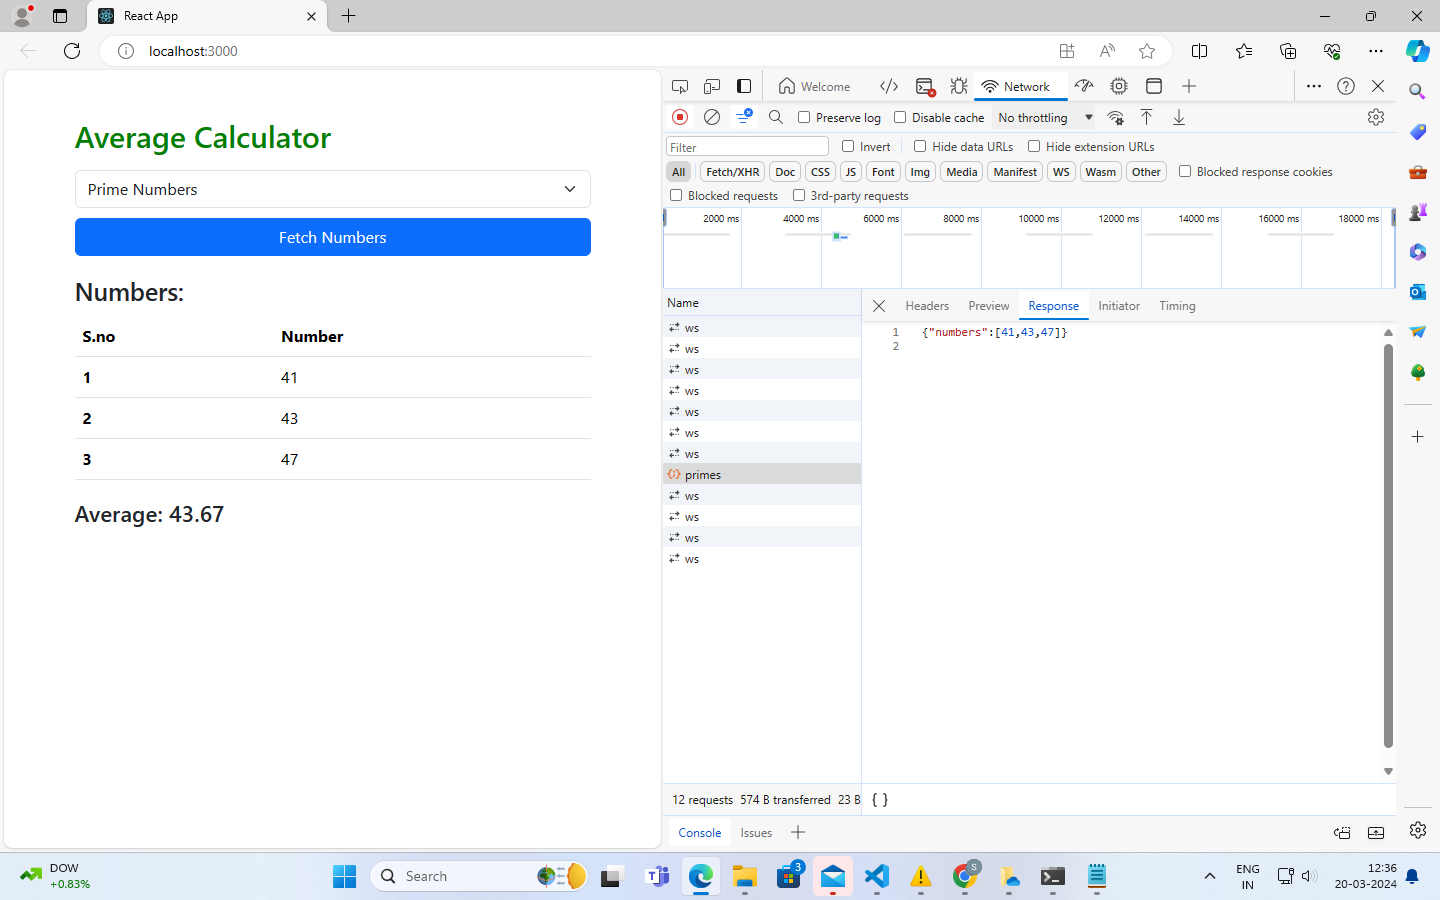 React App
localhost:3000
Average Calculator
Prime Numbers
Fetch Numbers
Numbers:
S.no Number
1 41
2 43
3 47
Average: 43.67
Welcome
Network
Preserve log
Disable cache
No throttling
Filter
Invert
Hide data URLs
Hide extension URLs
All
Fetch/XHR
Doc
CSS
JS
Font
Img
Media
Manifest
WS
Wasm
Other
Blocked response cookies
Blocked requests
3rd-party requests
2000 ms
4000 ms
6000 ms
8000 ms
10000 ms
12000 ms
14000 ms
16000 ms
18000 ms
Name
ws
ws
ws
ws
ws
ws
ws
primes
ws
ws
ws
ws
Headers
Preview
Response
Initiator
Timing
1 {"numbers":[41,43,47]}
2
12 requests 574 B transferred 23 B
{ }
Console
Issues
DOW
+0.83%
Search
3
S
ENG
IN
12:36
20-03-2024